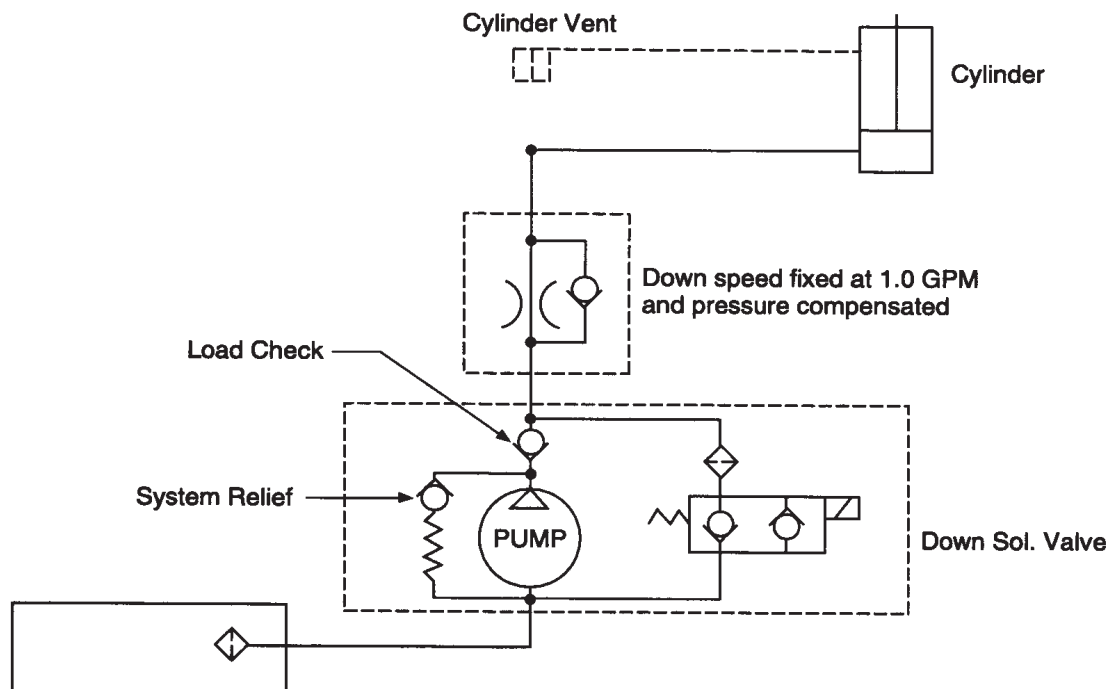 Cylinder Vent
Cylinder
Down speed fixed at 1.0 GPM
and pressure compensated
Load Check
System Relief
PUMP
Down Sol. Valve